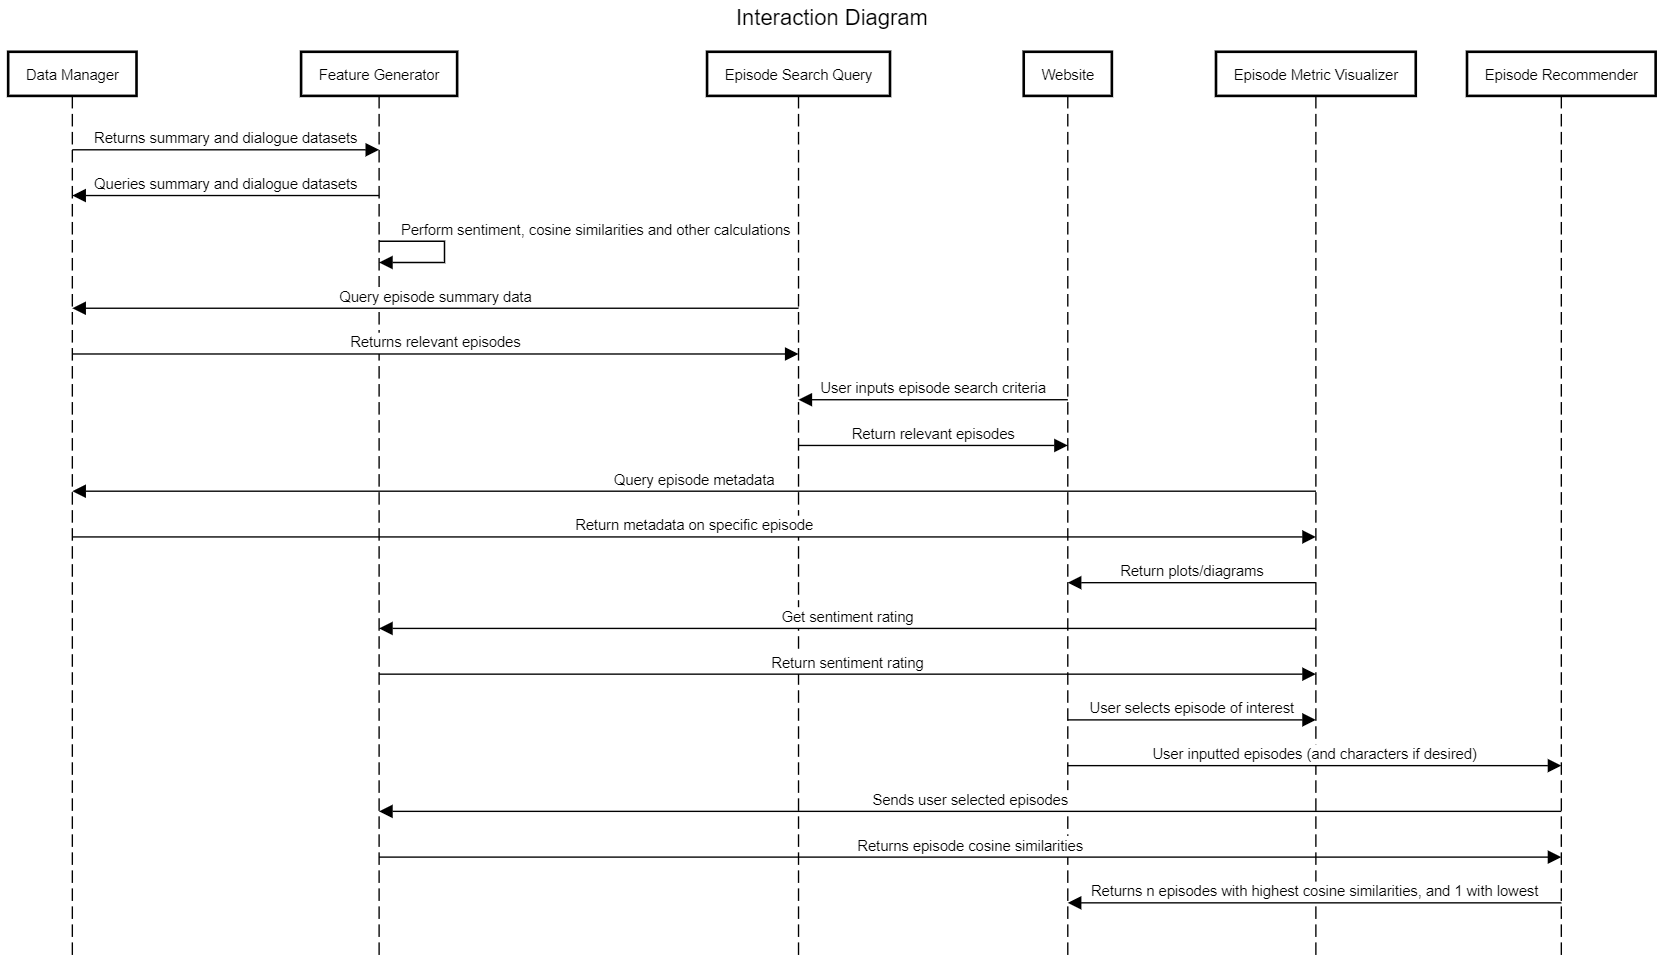 Interaction Diagram
Data Manager
Feature Generator
Episode Search Query
Website
Episode Metric Visualizer
Episode Recommender
Returns summary and dialogue datasets
Queries summary and dialogue datasets
Perform sentiment, cosine similarities and other calculations
Query episode summary data
Returns relevant episodes
User inputs episode search criteria
Return relevant episodes
Query episode metadata
Return metadata on specific episode
Return plots/diagrams
Get sentiment rating
Return sentiment rating
User selects episode of interest
User inputted episodes (and characters if desired)
Sends user selected episodes
Returns episode cosine similarities
Returns n episodes with highest cosine similarities, and 1 with lowest